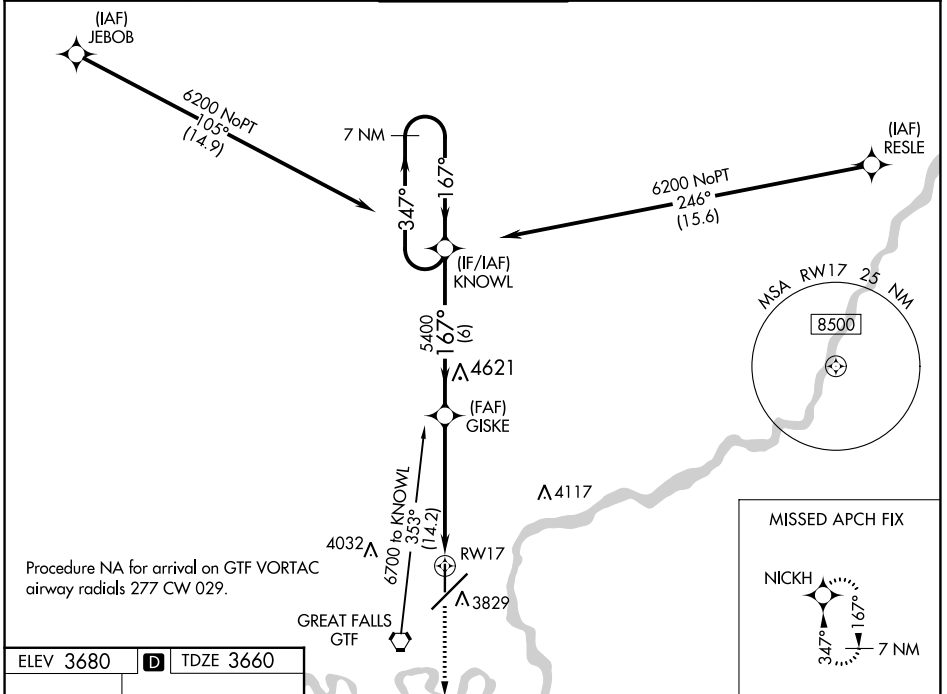 (IAF)
JEBOB
6200 NoPT
105°
(14.9)
7 NM
347°
167°
(IAF)
RESLE
6200 NoPT
246°
(15.6)
(IF/IAF)
KNOWL
MSA RW17 25 NM
8500
5400
167°
(6)
4621
(FAF)
GISKE
6700 to KNOWL
353°
(14.2)
4117
4032
RW17
3829
Procedure NA for arrival on GTF VORTAC
airway radials 277 CW 029.
GREAT FALLS
GTF
MISSED APCH FIX
NICKH
347°
167°
7 NM
ELEV 3680 D TDZE 3660